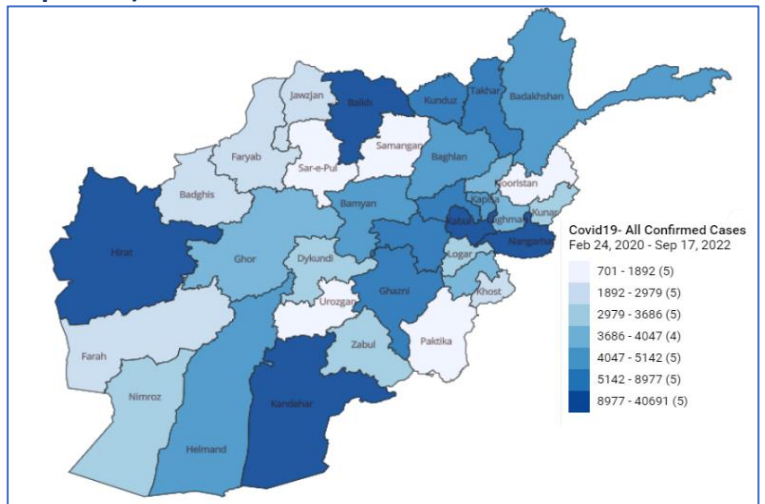 Jawzjan
Balkh
Kunduz
Takhar
Badakhshan
Faryab
Sar-e-Pul
Samangan
Baghlan
Badghis
Nooristan
Kapisa
Bamyan
Kunar
Laghman
Kabul
Hirat
Nangarhar
Ghor
Dykundi
Logar
Ghazni
Khost
Urozgan
Paktika
Farah
Zabul
Nimroz
Kandahar
Helmand
Covid19- All Confirmed Cases
Feb 24, 2020 - Sep 17, 2022
701 - 1892 (5)
1892 - 2979 (5)
2979 - 3686 (5)
3686 - 4047 (4)
4047 - 5142 (5)
5142 - 8977 (5)
8977 - 40691 (5)